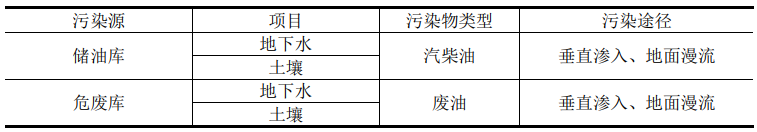 污染源 项目 污染物类型 污染途径
储油库 地下水 汽柴油 垂直渗入、地面漫流
土壤
危废库 地下水 废油 垂直渗入、地面漫流
土壤